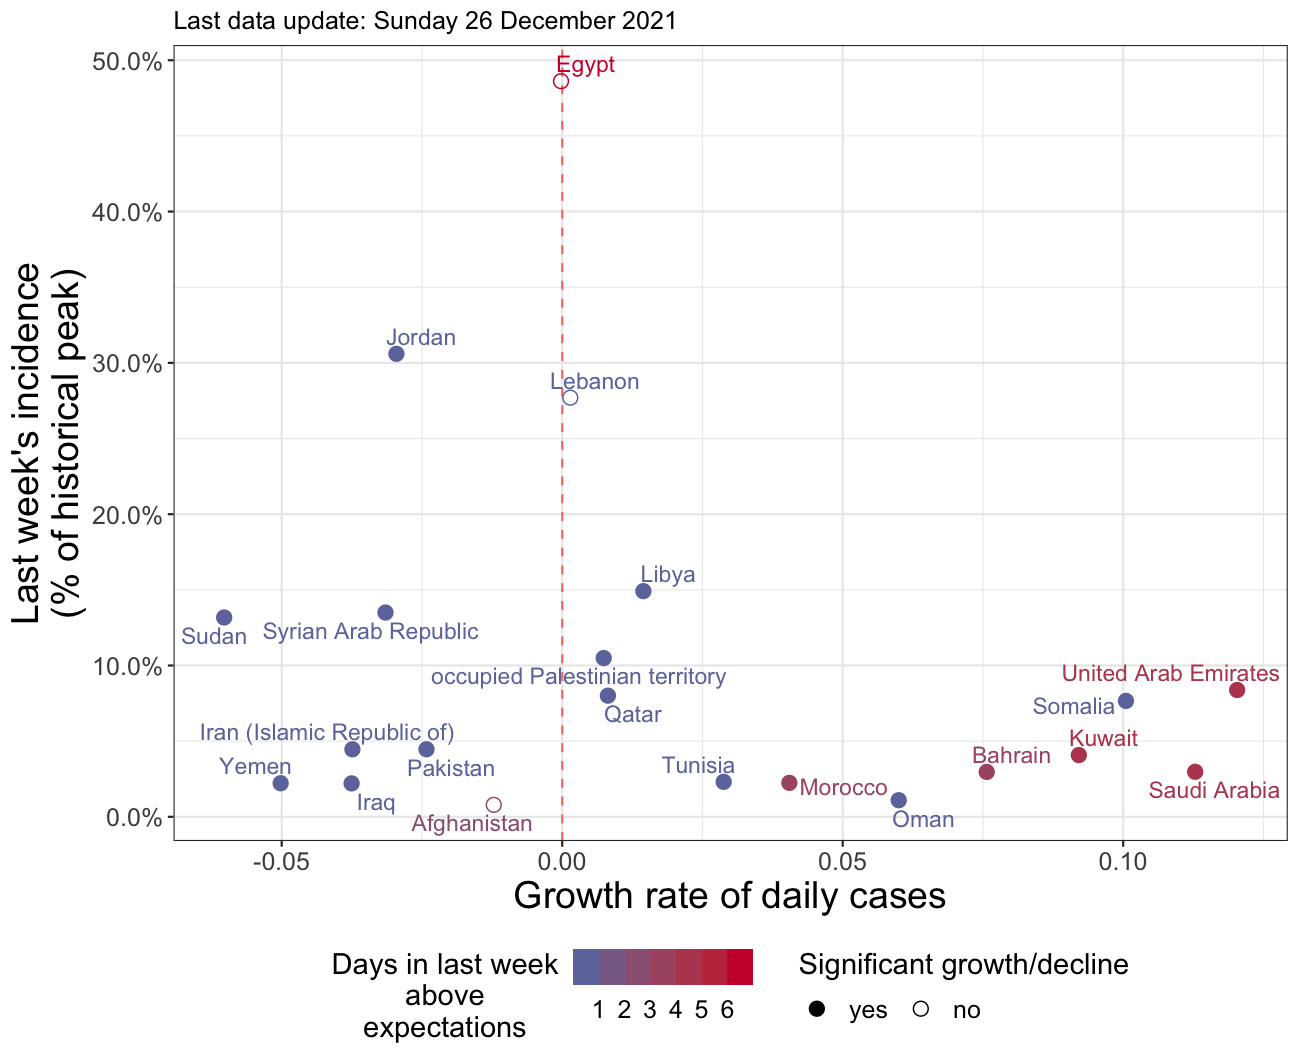 Last data update: Sunday 26 December 2021
Last week's incidence
(% of historical peak)
50.0%
40.0%
30.0%
20.0%
10.0%
0.0%
Egypt
Jordan
Lebanon
Libya
Sudan
Syrian Arab Republic
occupied Palestinian territory
United Arab Emirates
Qatar
Somalia
Iran (Islamic Republic of)
Kuwait
Yemen
Pakistan
Tunisia
Bahrain
Iraq
Morocco
Saudi Arabia
Afghanistan
Oman
-0.05 0.00 0.05 0.10
Growth rate of daily cases
Days in last week
above
expectations
1 2 3 4 5 6
Significant growth/decline
yes no